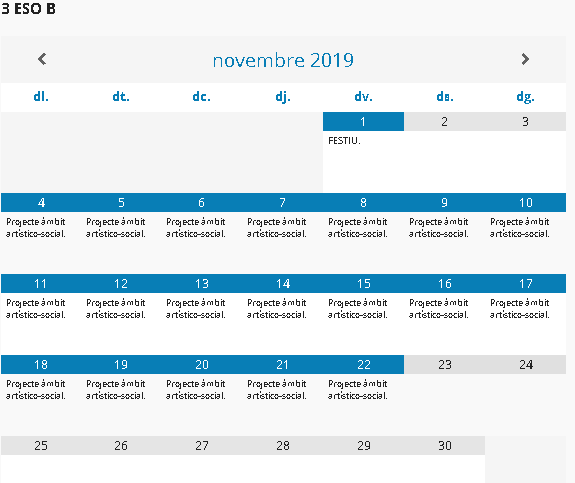 3 ESO B
novembre 2019
dl. dt. dc. dj. dv. ds. dg.
1 2 3
FESTIU.
4 5 6 7 8 9 10
Projecte àmbit Projecte àmbit Projecte àmbit Projecte àmbit Projecte àmbit Projecte àmbit Projecte àmbit
artístico-social. artístico-social. artístico-social. artístico-social. artístico-social. artístico-social. artístico-social.
11 12 13 14 15 16 17
Projecte àmbit Projecte àmbit Projecte àmbit Projecte àmbit Projecte àmbit Projecte àmbit Projecte àmbit
artístico-social. artístico-social. artístico-social. artístico-social. artístico-social. artístico-social. artístico-social.
18 19 20 21 22 23 24
Projecte àmbit Projecte àmbit Projecte àmbit Projecte àmbit Projecte àmbit
artístico-social. artístico-social. artístico-social. artístico-social. artístico-social.
25 26 27 28 29 30